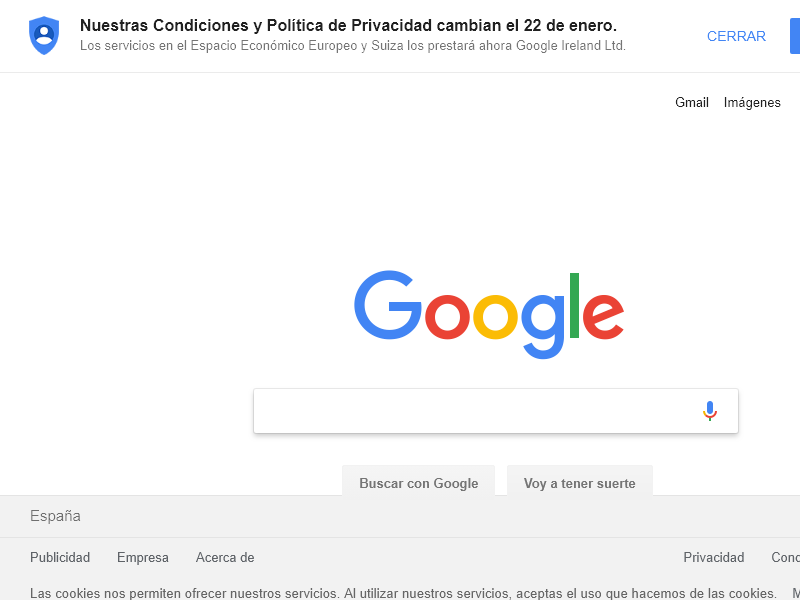 Nuestras Condiciones y Política de Privacidad cambian el 22 de enero.
Los servicios en el Espacio Económico Europeo y Suiza los prestará ahora Google Ireland Ltd.
CERRAR
Gmail Imágenes
Google
Buscar con Google Voy a tener suerte
España
Publicidad Empresa Acerca de Privacidad
Las cookies nos permiten ofrecer nuestros servicios. Al utilizar nuestros servicios, aceptas el uso que hacemos de las cookies.